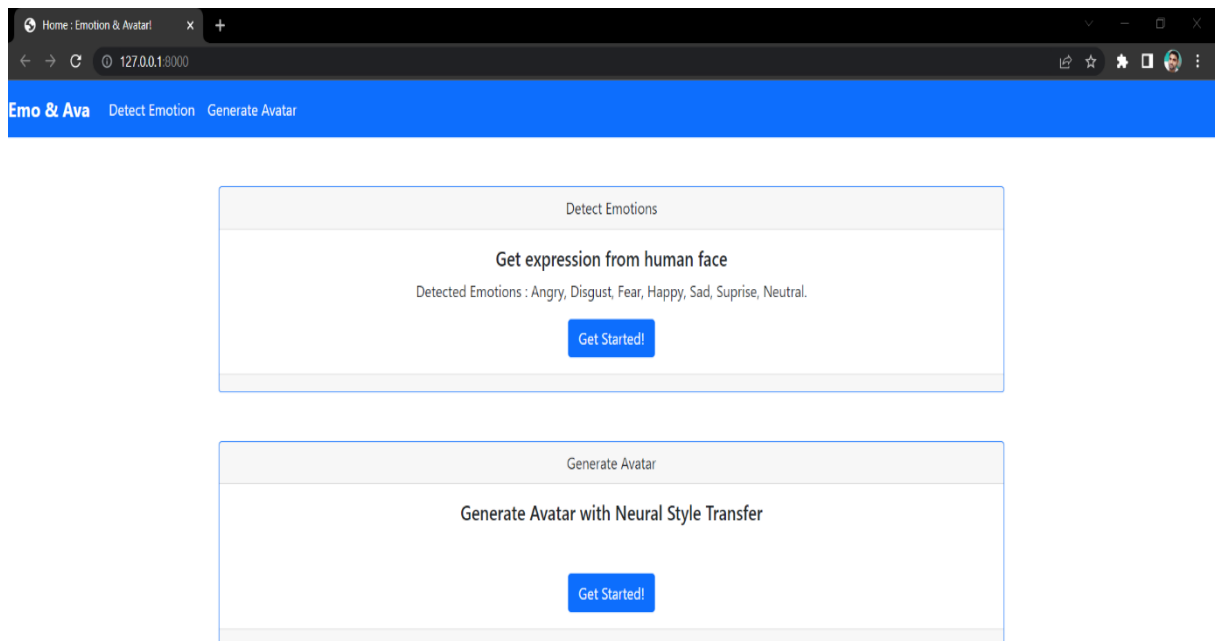 Home : Emotion & Avatar!
127.0.0.1:8000
Emo & Ava Detect Emotion Generate Avatar
Detect Emotions
Get expression from human face
Detected Emotions : Angry, Disgust, Fear, Happy, Sad, Suprise, Neutral.
Get Started!
Generate Avatar
Generate Avatar with Neural Style Transfer
Get Started!